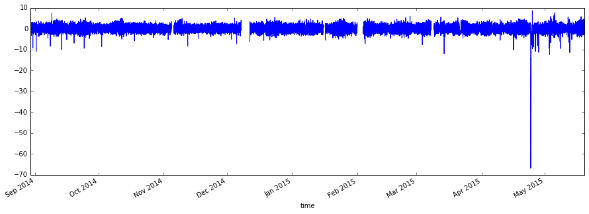 10
0
−10
−20
−30
−40
−50
−60
−70
Sep 2014
Oct 2014
Nov 2014
Dec 2014
Jan 2015
Feb 2015
Mar 2015
Apr 2015
May 2015
time